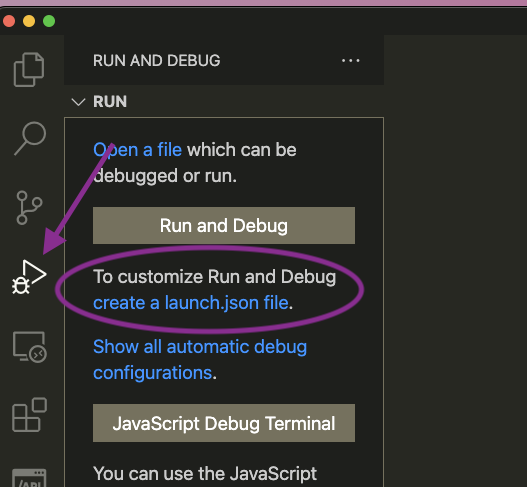 RUN AND DEBUG
RUN
Open a file which can be
debugged or run.
Run and Debug
To customize Run and Debug
create a launch.json file.
Show all automatic debug
configurations.
JavaScript Debug Terminal
You can use the JavaScript
/API